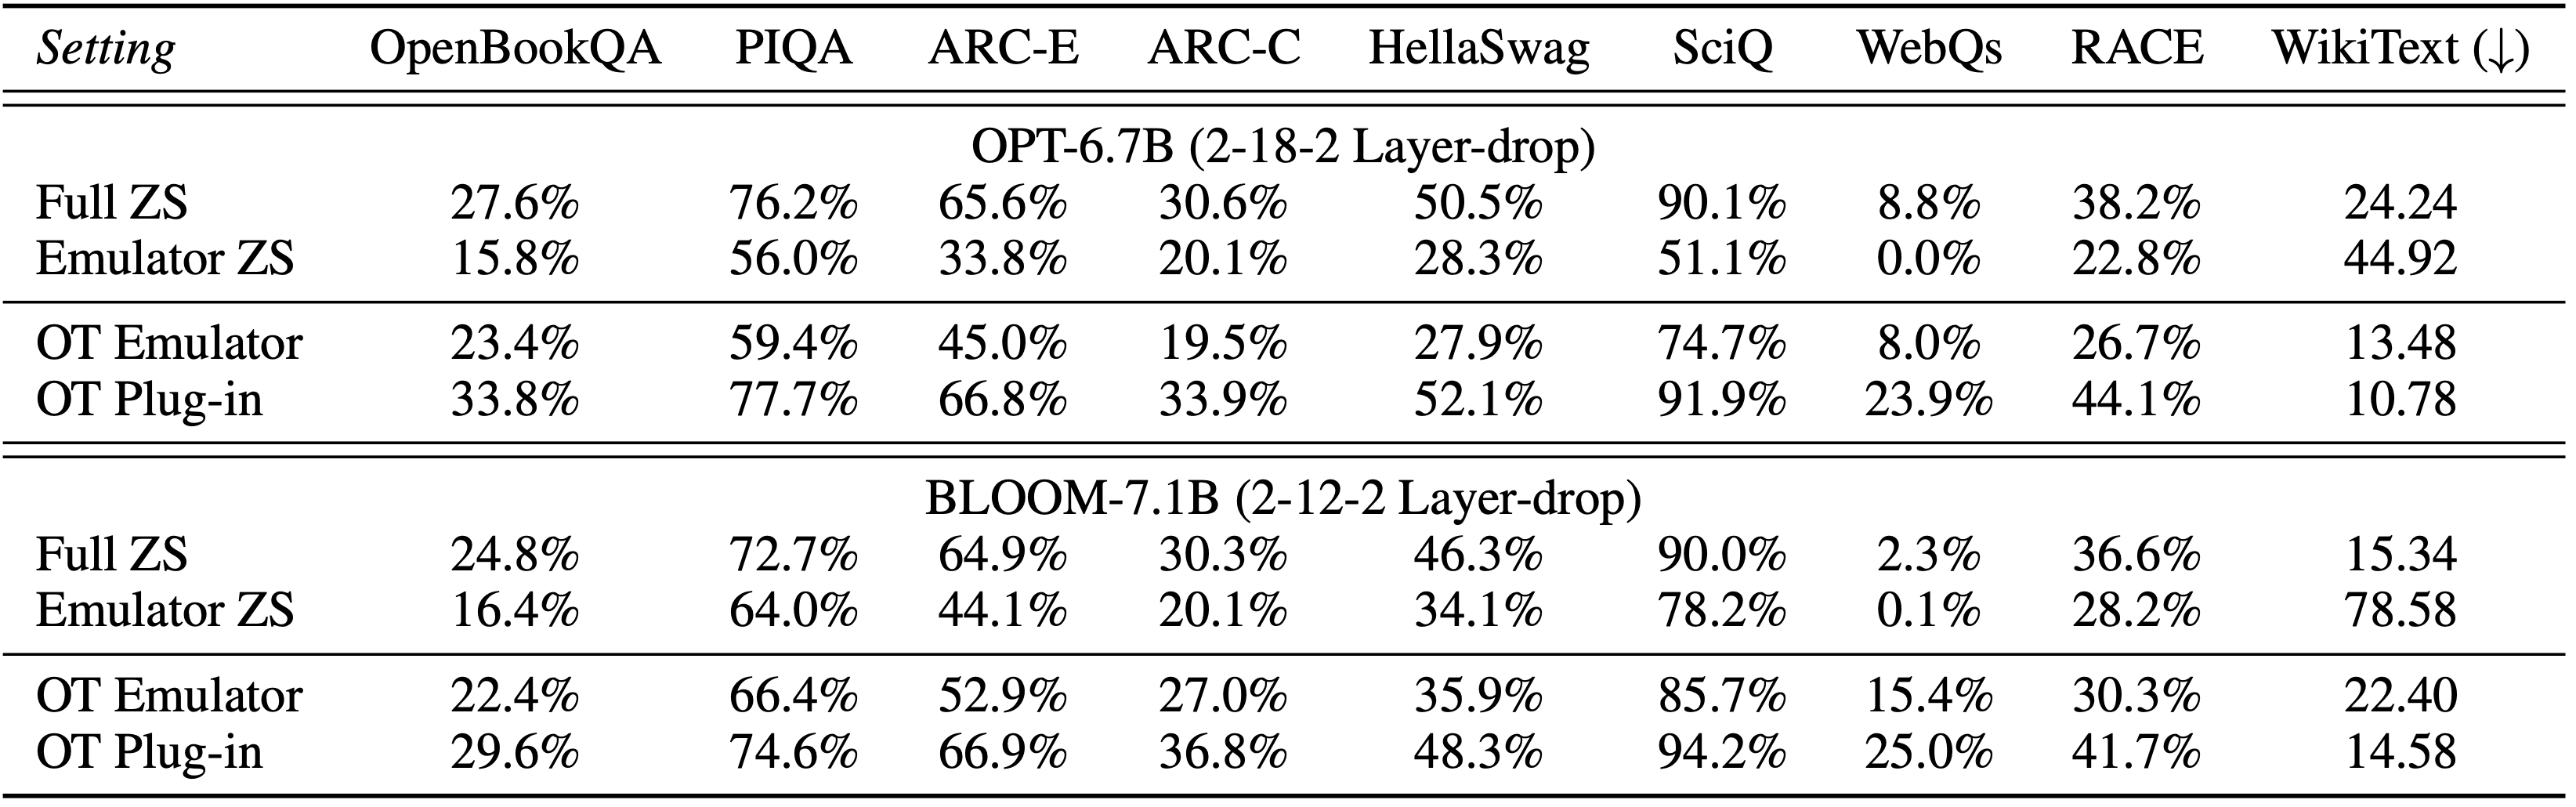 Setting OpenBookQA PIQA ARC-E ARC-C HellaSwag SciQ WebQs RACE WikiText (↓)
OPT-6.7B (2-18-2 Layer-drop)
Full ZS 27.6% 76.2% 65.6% 30.6% 50.5% 90.1% 8.8% 38.2% 24.24
Emulator ZS 15.8% 56.0% 33.8% 20.1% 28.3% 51.1% 0.0% 22.8% 44.92
OT Emulator 23.4% 59.4% 45.0% 19.5% 27.9% 74.7% 8.0% 26.7% 13.48
OT Plug-in 33.8% 77.7% 66.8% 33.9% 52.1% 91.9% 23.9% 44.1% 10.78
BLOOM-7.1B (2-12-2 Layer-drop)
Full ZS 24.8% 72.7% 64.9% 30.3% 46.3% 90.0% 2.3% 36.6% 15.34
Emulator ZS 16.4% 64.0% 44.1% 20.1% 34.1% 78.2% 0.1% 28.2% 78.58
OT Emulator 22.4% 66.4% 52.9% 27.0% 35.9% 85.7% 15.4% 30.3% 22.40
OT Plug-in 29.6% 74.6% 66.9% 36.8% 48.3% 94.2% 25.0% 41.7% 14.58